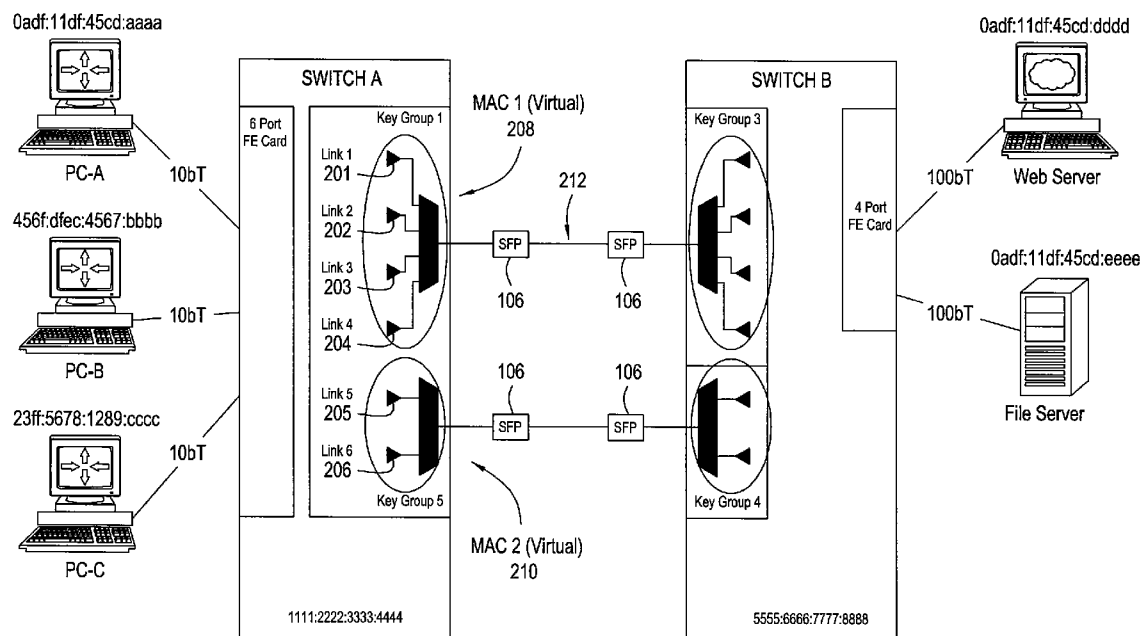 0adf:11df:45cd:aaaa
PC-A
10bT
456f:dfec:4567:bbbb
PC-B
10bT
23ff:5678:1289:cccc
PC-C
10bT
SWITCH A
6 Port
FE Card
Key Group 1
Link 1
201
Link 2
202
Link 3
203
Link 4
204
Link 5
205
Link 6
206
Key Group 5
1111:2222:3333:4444
MAC 1 (Virtual)
208
212
SFP
106
SFP
106
106
SFP
106
SFP
MAC 2 (Virtual)
210
SWITCH B
Key Group 3
4 Port
FE Card
Key Group 4
5555:6666:7777:8888
0adf:11df:45cd:dddd
100bT
Web Server
0adf:11df:45cd:eeee
100bT
File Server